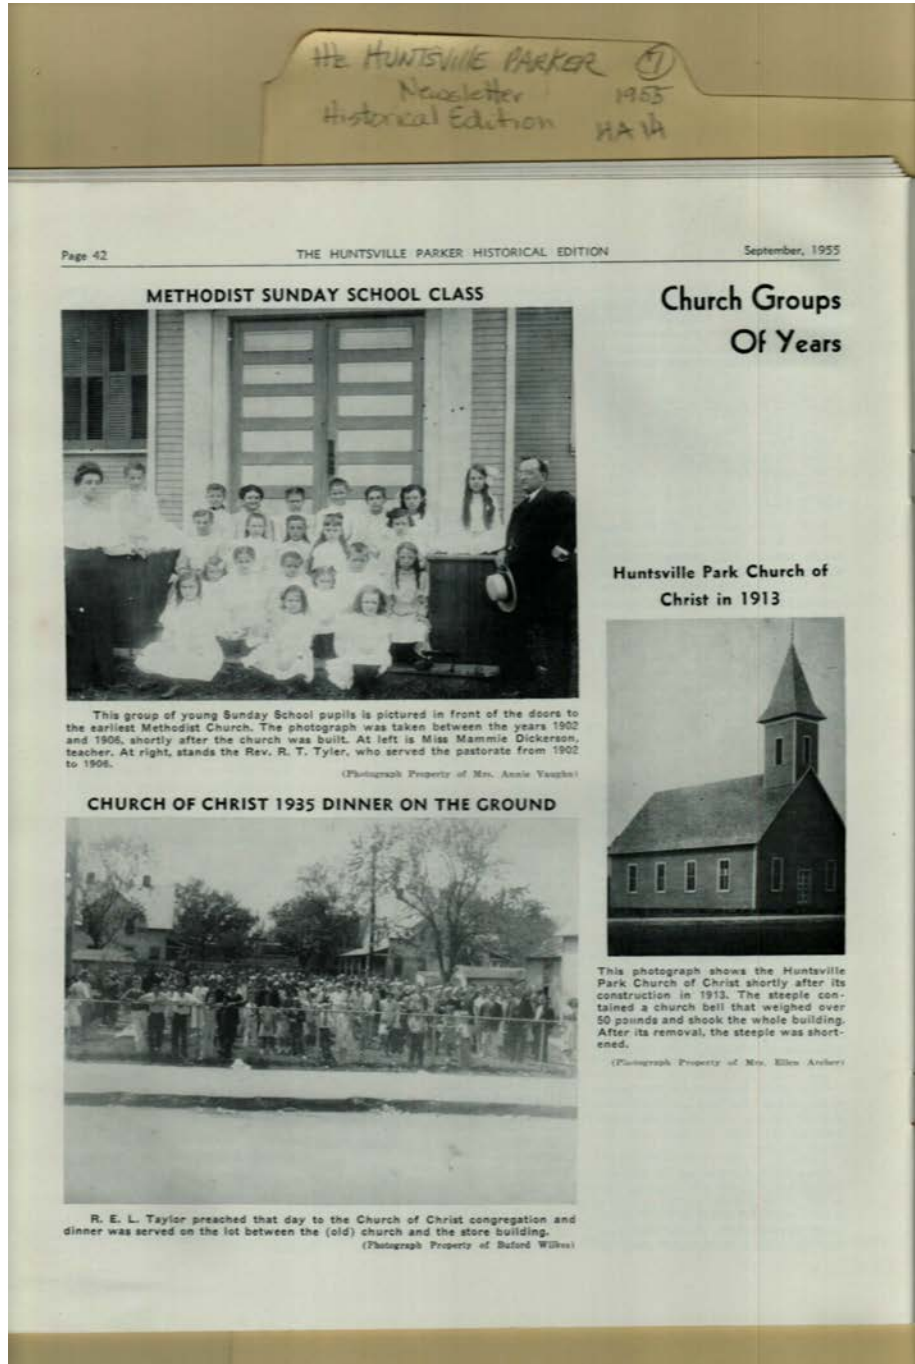 the HUNTSVILLE PARKER 7
Newsletter 1955
Historical Edition HA 14
Page 42 THE HUNTSVILLE PARKER HISTORICAL EDITION September, 1955
METHODIST SUNDAY SCHOOL CLASS
Church Groups
Of Years
This group of young Sunday School pupils is pictured in front of the doors to
the earliest Methodist Church. The photograph was taken between the years 1902
and 1906, shortly after the church was built. At left is Miss Mammie Dickerson,
teacher. At right, stands the Rev. R. T. Tyler, who served the pastorate from 1902
to 1906.
(Photograph Property of Mrs. Annie Vaughn)
Huntsville Park Church of
Christ in 1913
This photograph shows the Huntsville
Park Church of Christ shortly after its
construction in 1913. The steeple con-
tained a church bell that weighed over
50 pounds and shook the whole building.
After its removal, the steeple was short-
ened.
(Photograph Property of Mrs. Ellen Archer)
CHURCH OF CHRIST 1935 DINNER ON THE GROUND
R. E. L. Taylor preached that day to the Church of Christ congregation and
dinner was served on the lot between the (old) church and the store building.
(Photograph Property of Buford Wilkes)